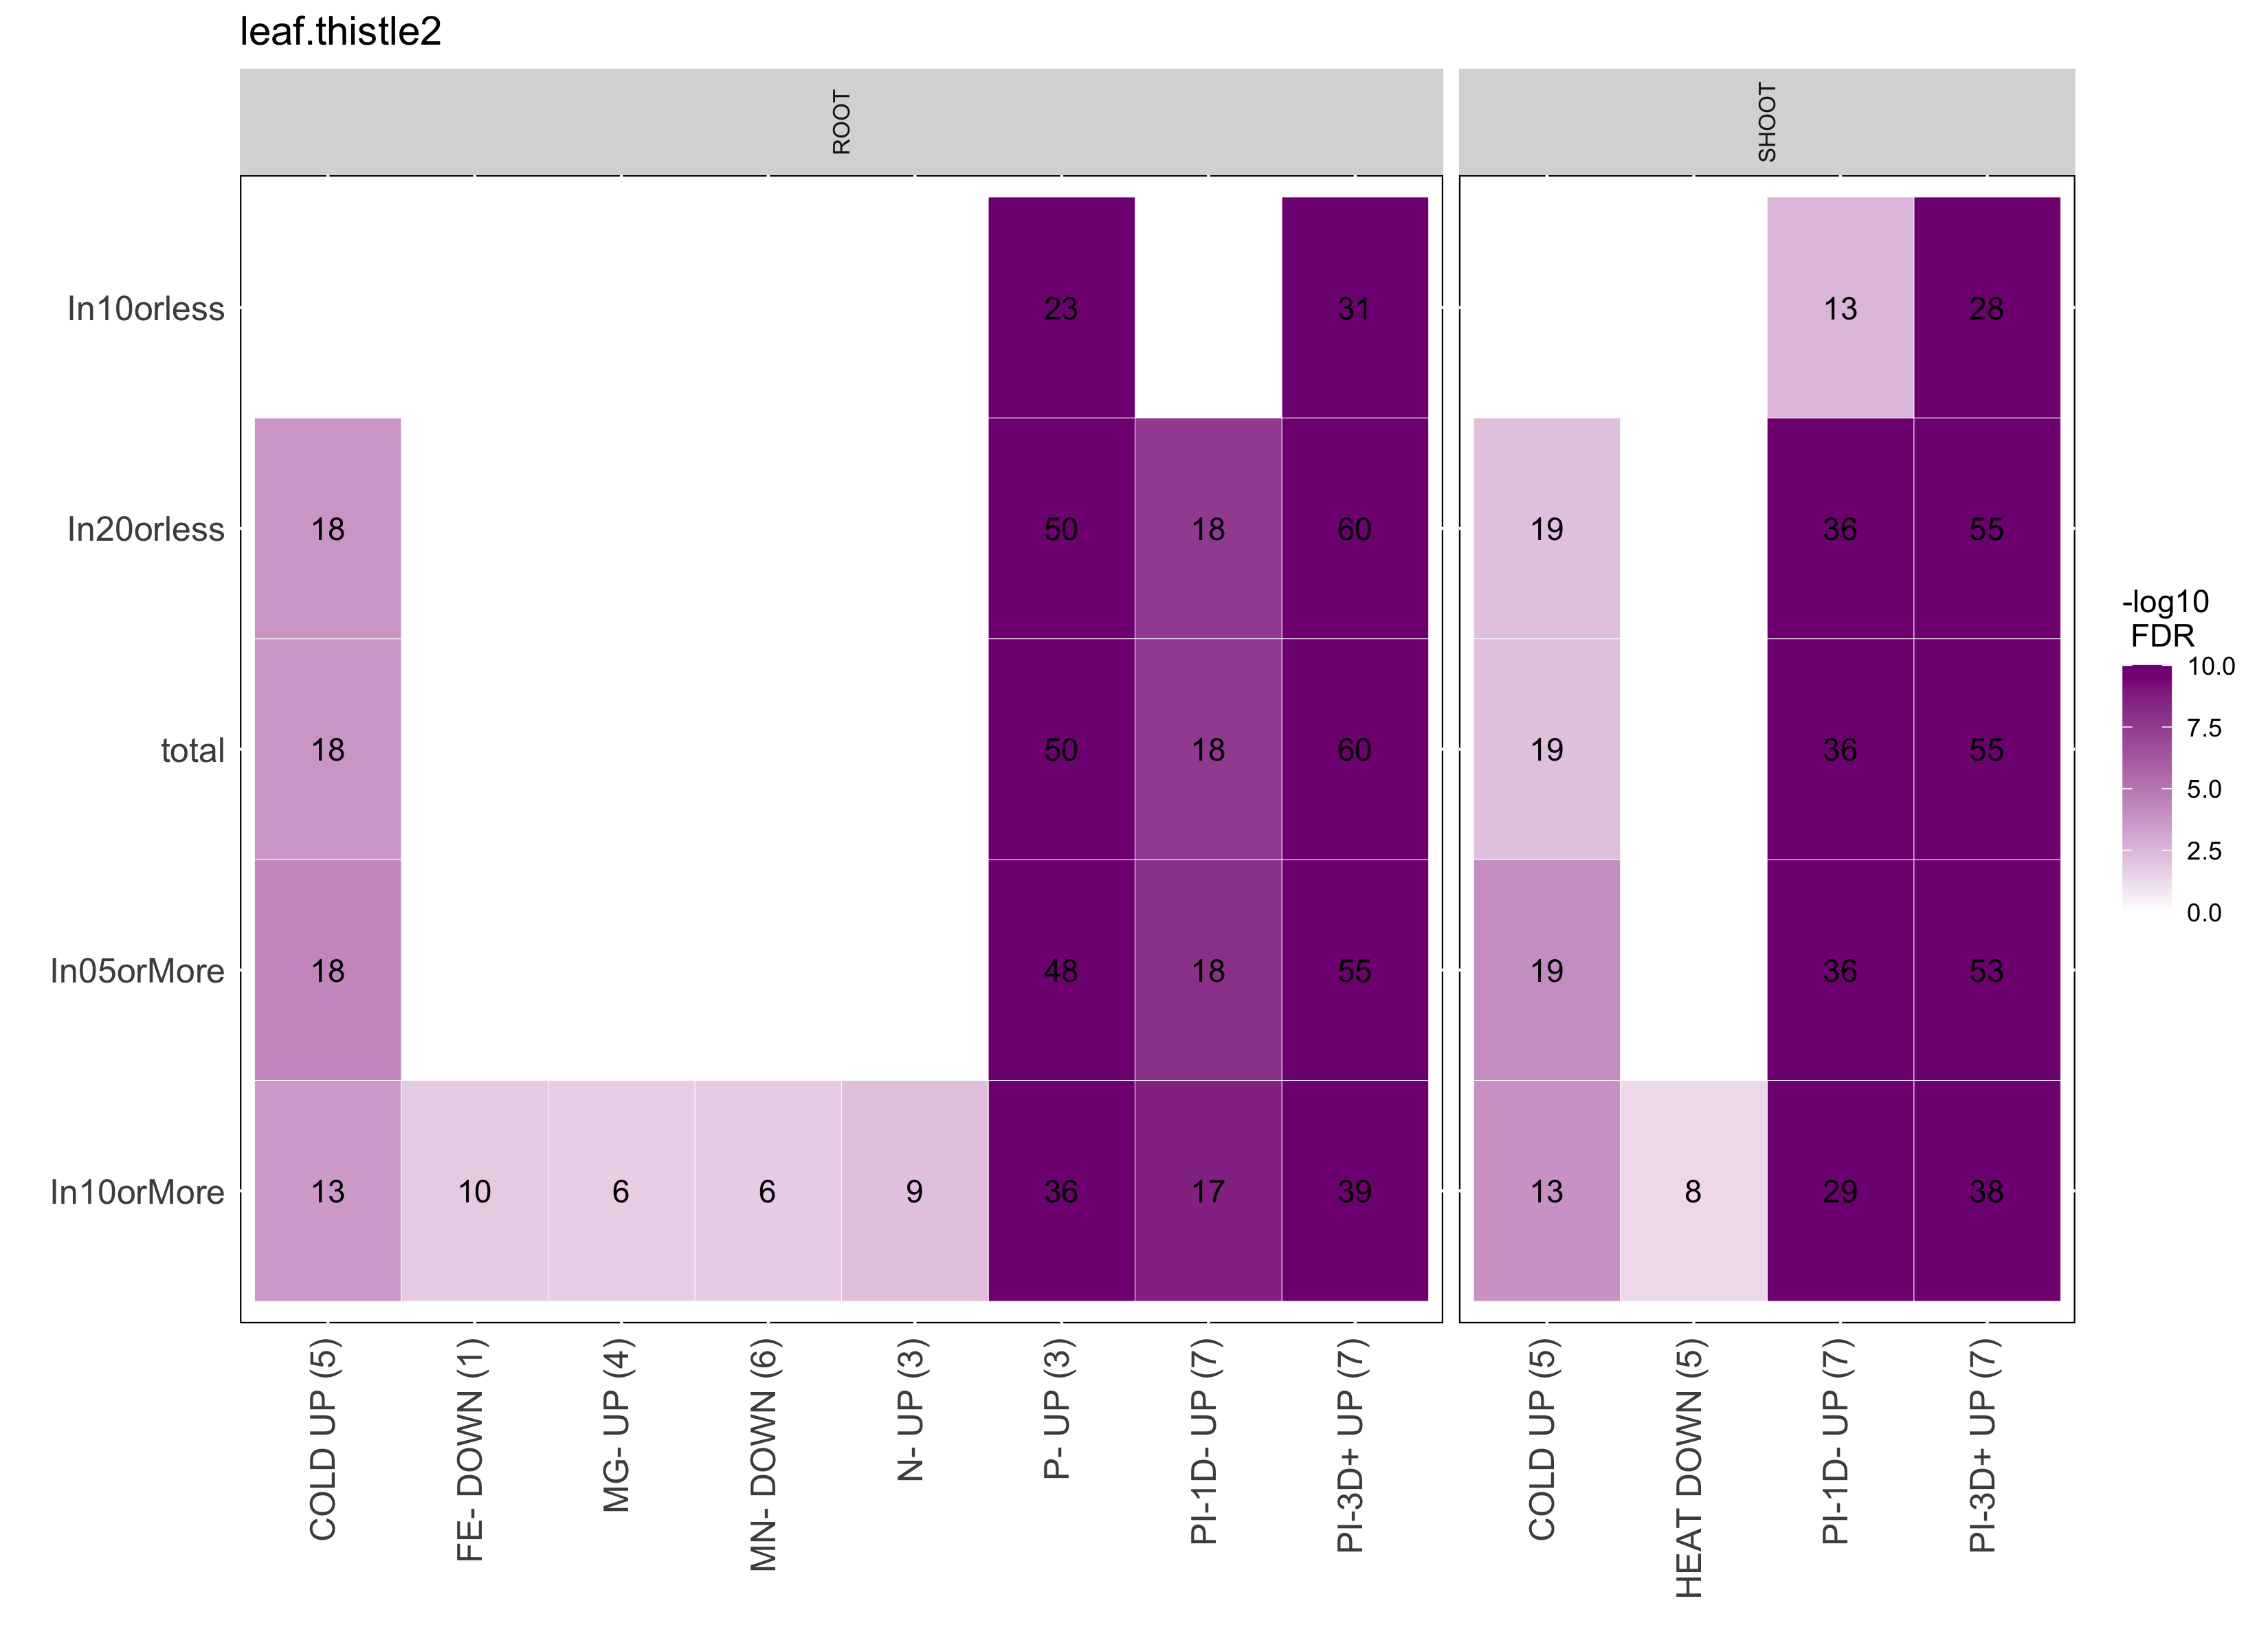 leaf.thistle2
ROOT
SHOOT
In10orless
23
31
13
28
In20orless
18
50
18
60
19
36
55
total
18
50
18
60
19
36
55
In05orMore
18
48
18
55
19
36
53
In10orMore
13
10
6
6
9
36
17
39
13
8
29
38
COLD UP (5)
FE- DOWN (1)
MG- UP (4)
MN- DOWN (6)
N- UP (3)
P- UP (3)
PI-1D- UP (7)
PI-3D+ UP (7)
COLD UP (5)
HEAT DOWN (5)
PI-1D- UP (7)
PI-3D+ UP (7)
-log10
FDR
10.0
7.5
5.0
2.5
0.0